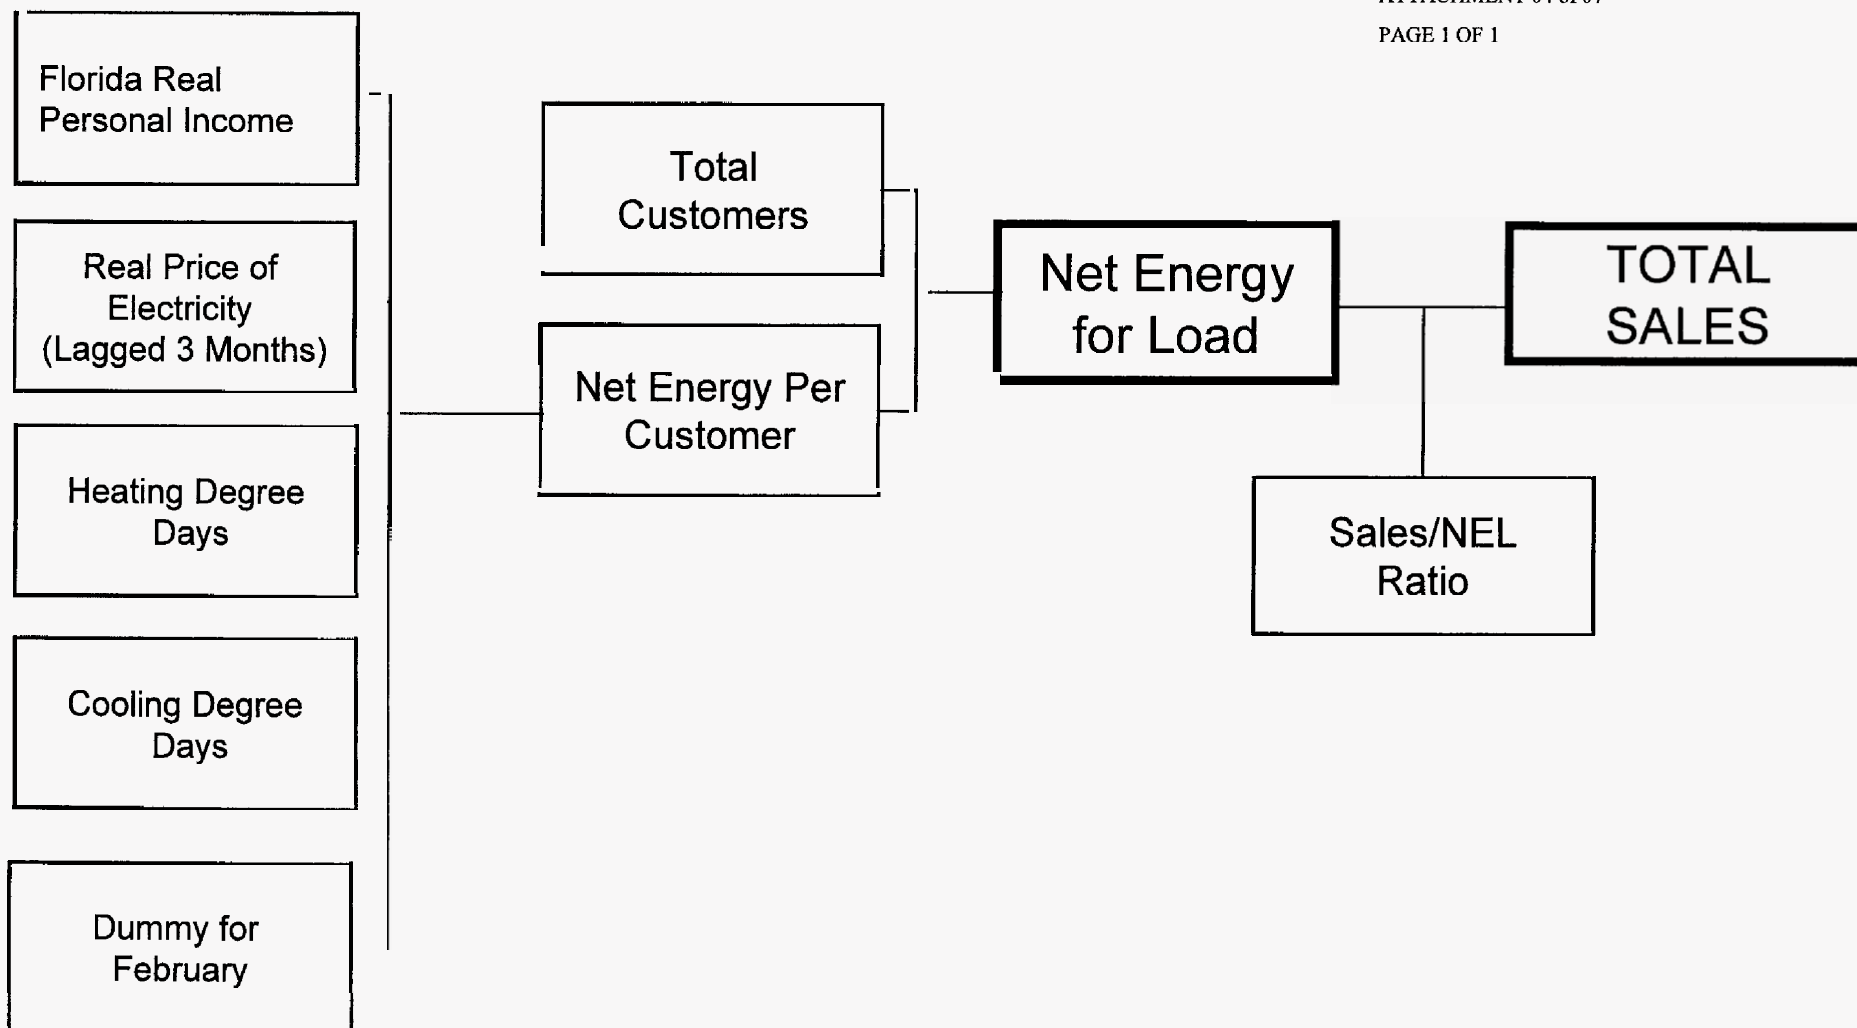 PAGE 1 OF 1
Florida Real
Personal Income
Real Price of
Electricity
(Lagged 3 Months)
Heating Degree
Days
Cooling Degree
Days
Dummy for
February
Total
Customers
Net Energy Per
Customer
Net Energy
for Load
Sales/NEL
Ratio
TOTAL
SALES